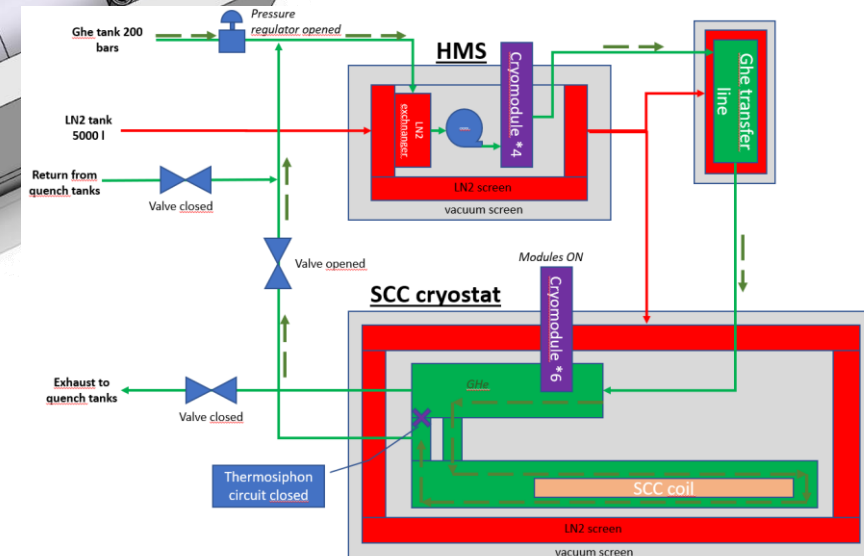 Pressure
regulator opened
Ghe tank 200
bars
HMS
Cryomodule *4
Ghe transfer
line
LN2 tank
5000 l
LN2
exchnanger
Return from
quench tanks
Valve closed
LN2 screen
vacuum screen
Valve opened
Modules ON
SCC cryostat
Cryomodule *6
Exhaust to
quench tanks
Valve closed
GHe
Thermosiphon
circuit closed
SCC coil
LN2 screen
vacuum screen